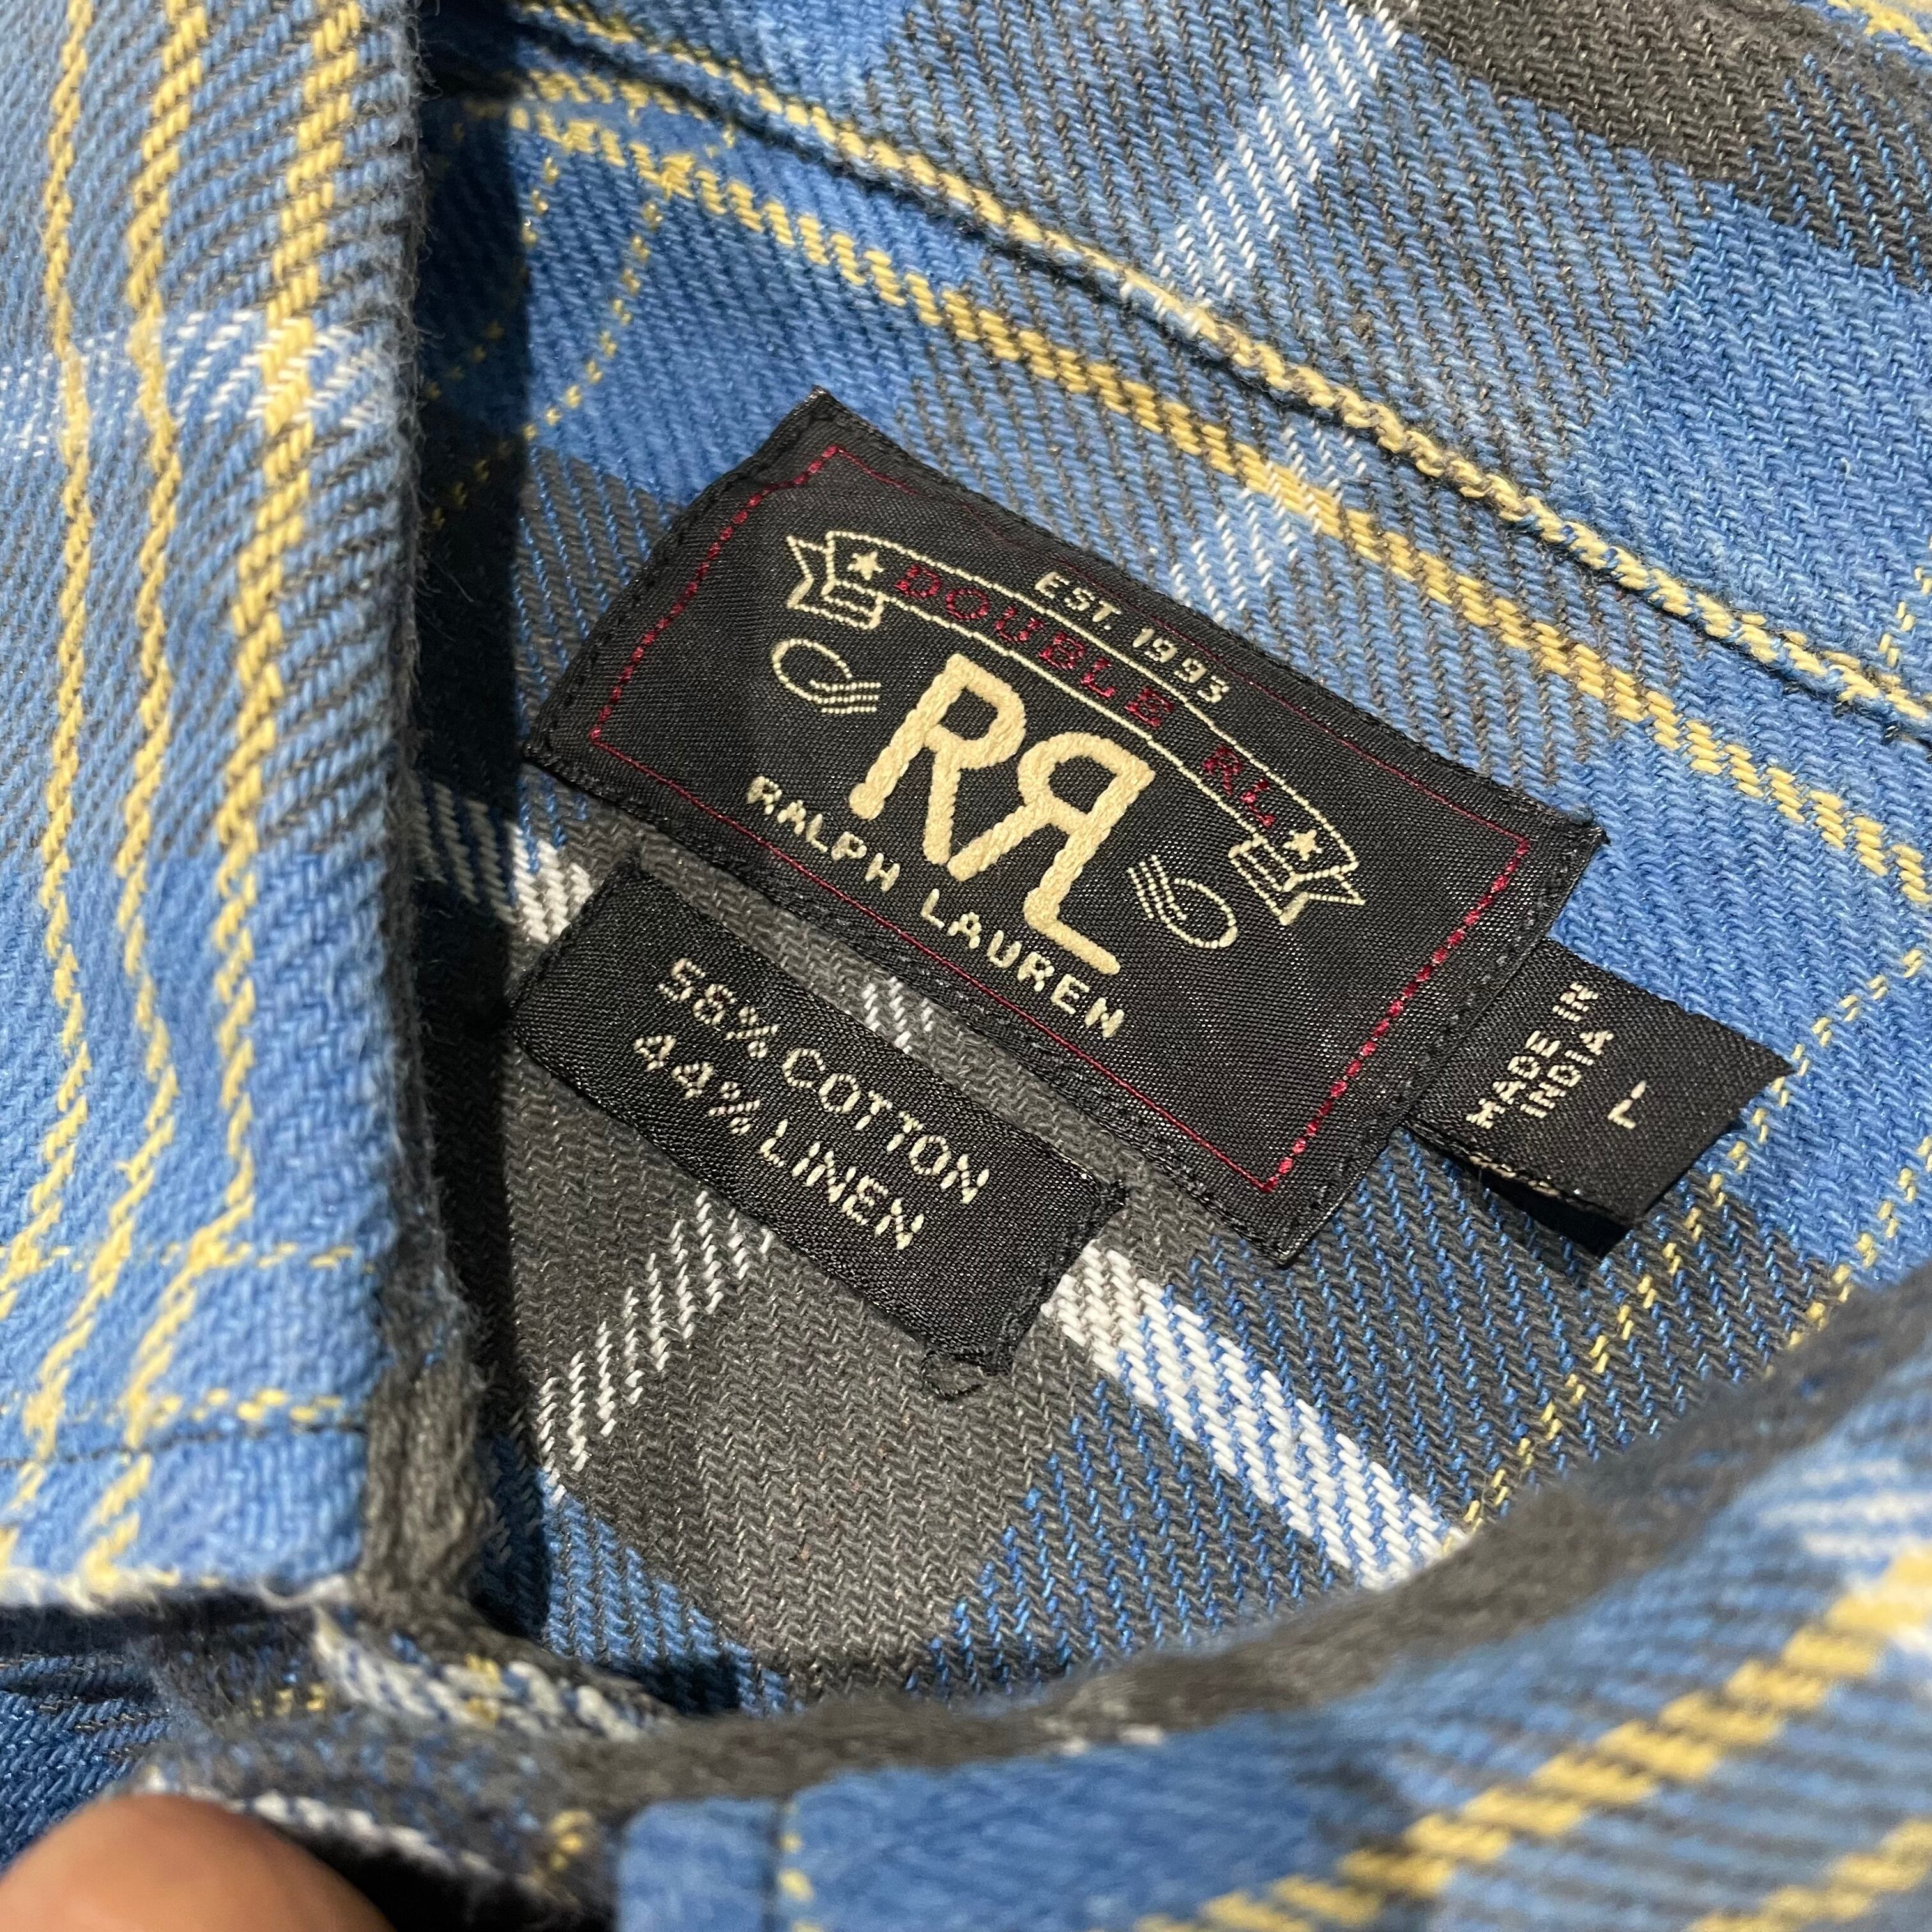 EST. 1993
DOUBLE RL
RRL
RALPH LAUREN
56% COTTON
44% LINEN
MADE IN
INDIA
L